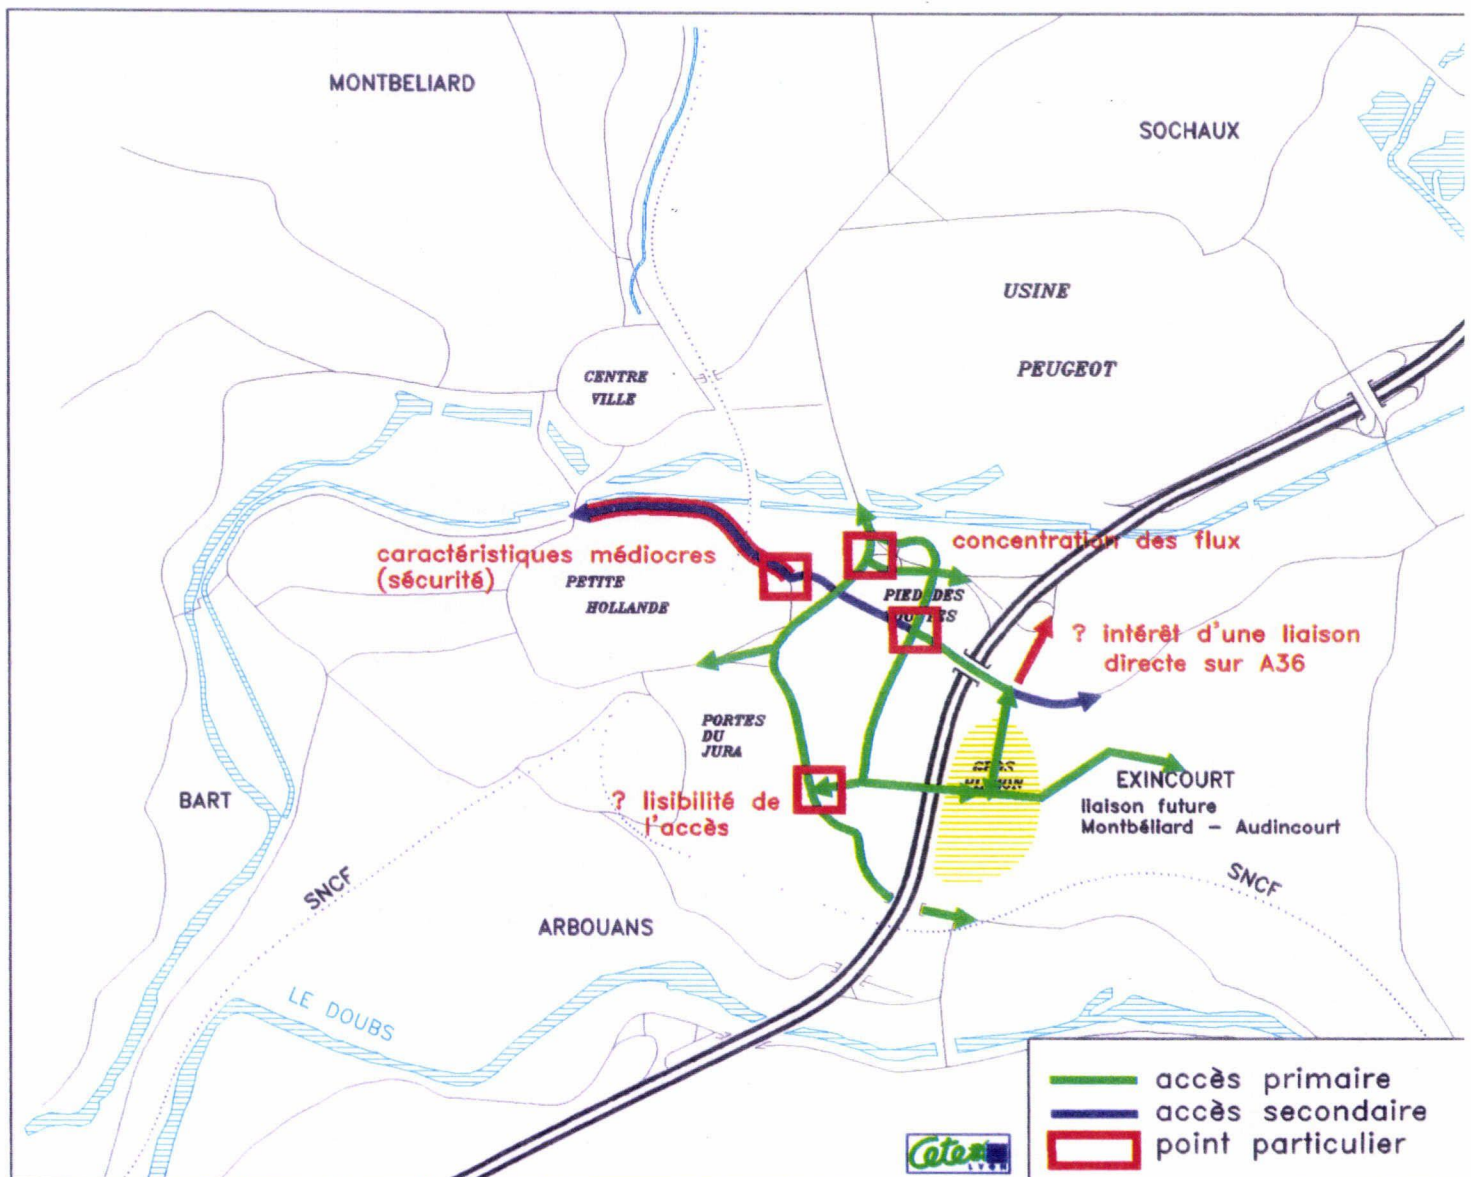 MONTBELIARD
SOCHAUX
USINE
PEUGEOT
CENTRE
VILLE
caractéristiques médiocres
(sécurité)
concentration des flux
PETITE
HOLLANDE
PIED DES
? intérêt d'une liaison
directe sur A36
PORTES
DU
JURA
BART
? lisibilité de
l'accès
EXINCOURT
liaison future
Montbéliard – Audincourt
SNCF
SNCF
ARBOUANS
LE DOUBS
accès primaire
accès secondaire
point particulier
Cete
LYON